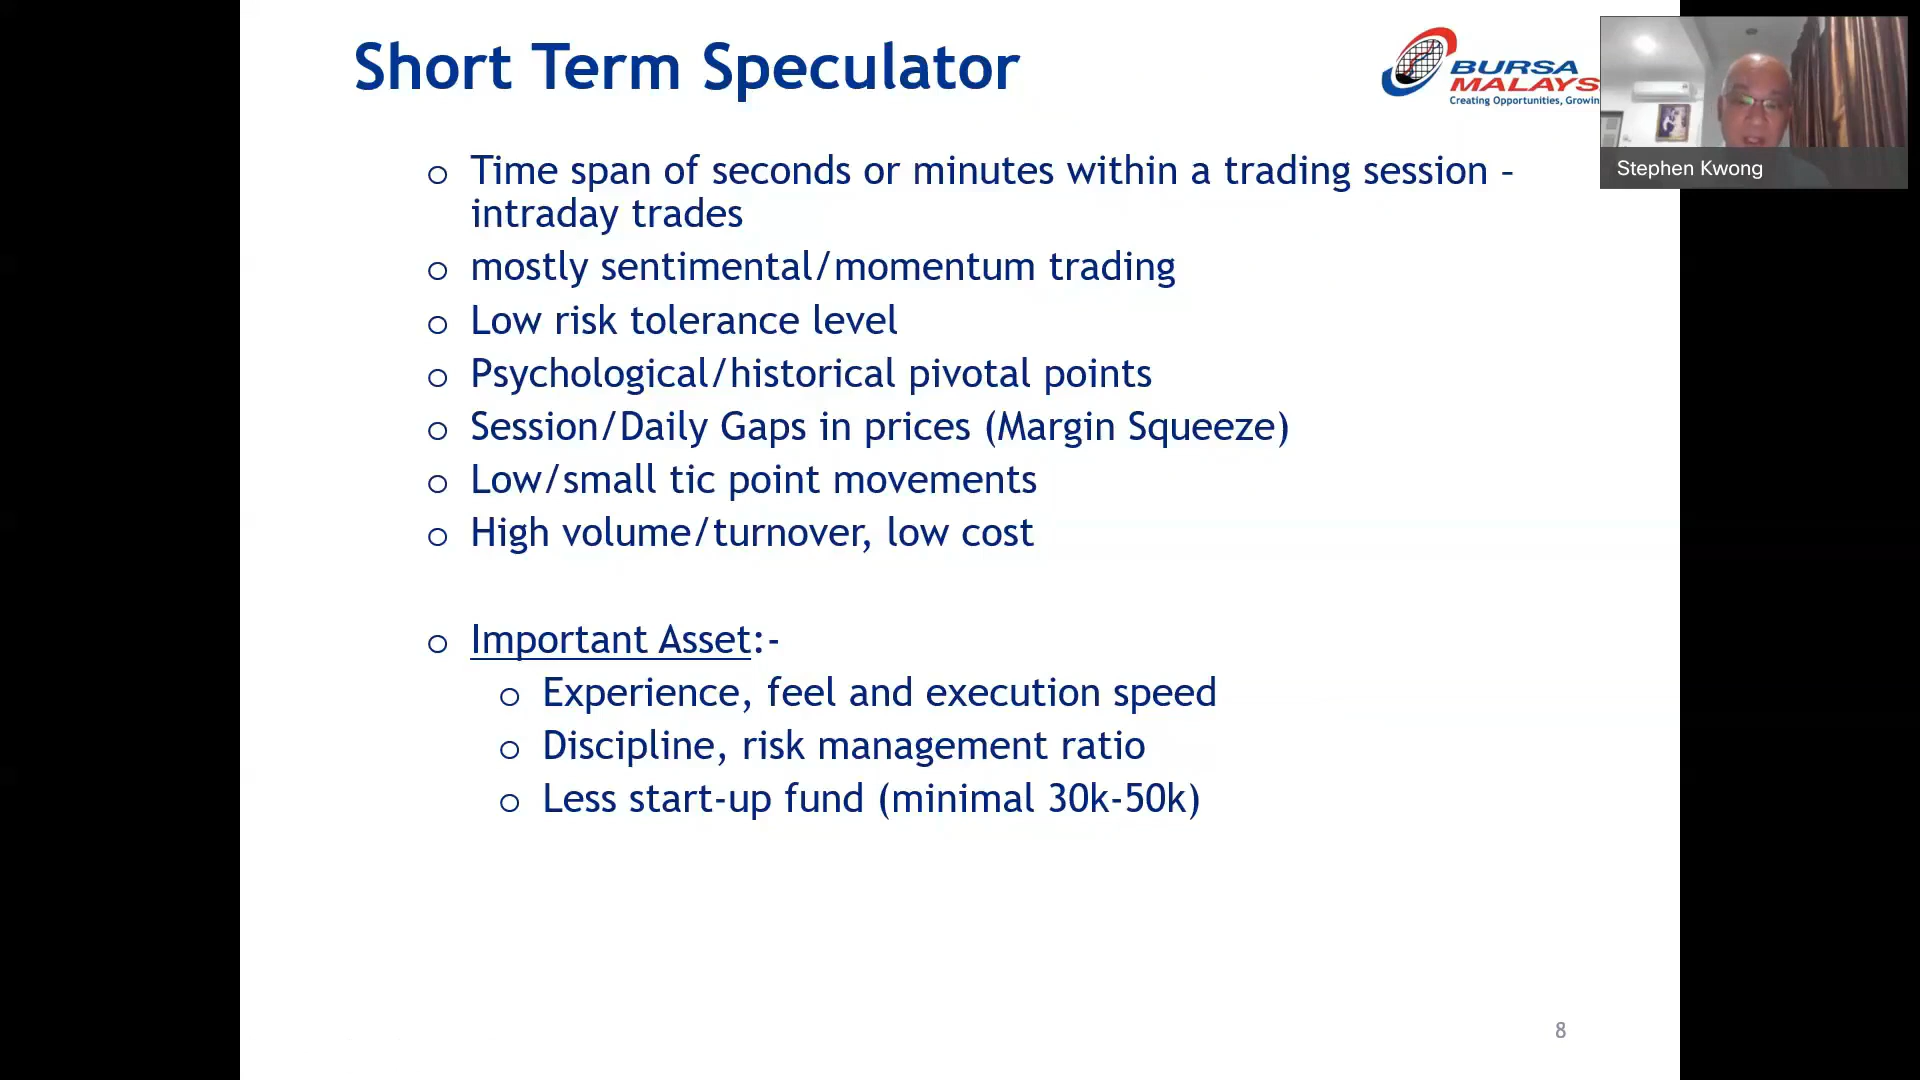 Short Term Speculator
BURSA
MALAYS
Creating Opportunities, Growin
Stephen Kwong
o Time span of seconds or minutes within a trading session –
intraday trades
o mostly sentimental/momentum trading
o Low risk tolerance level
o Psychological/historical pivotal points
o Session/Daily Gaps in prices (Margin Squeeze)
o Low/small tic point movements
o High volume/turnover, low cost
o Important Asset:-
o Experience, feel and execution speed
o Discipline, risk management ratio
o Less start-up fund (minimal 30k-50k)
8